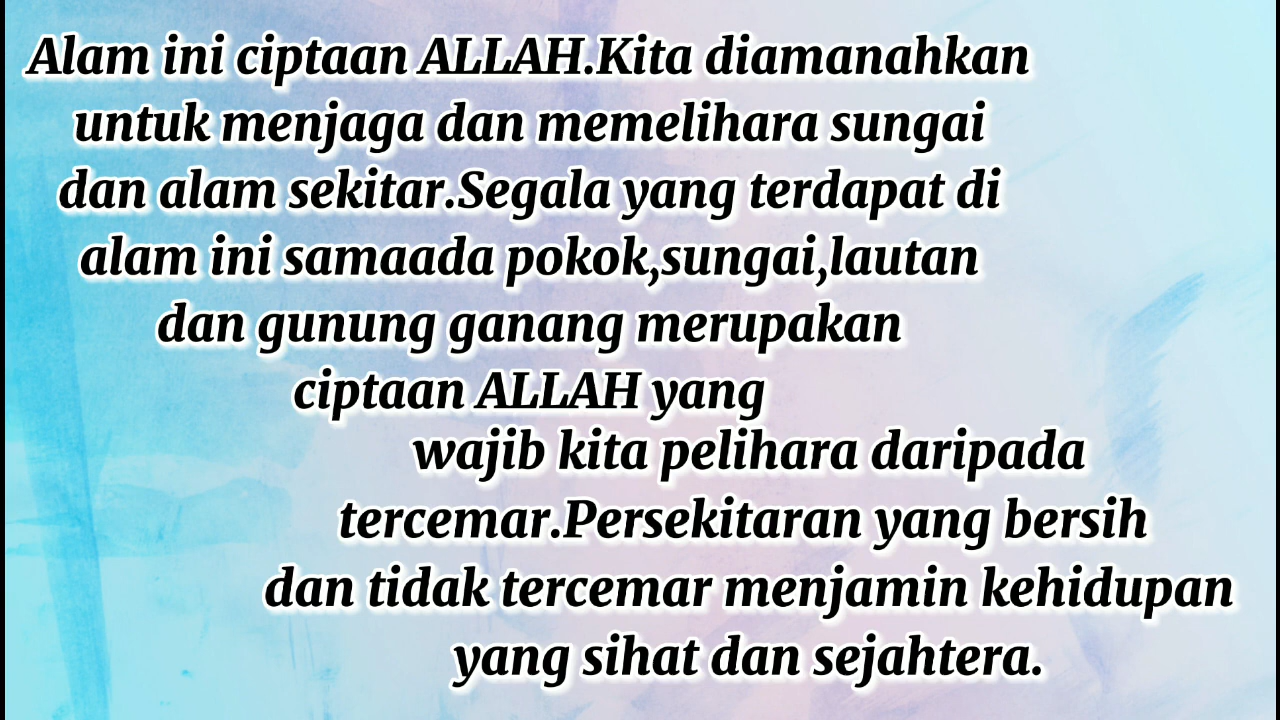 Alam ini ciptaan ALLAH.Kita diamanahkan
untuk menjaga dan memelihara sungai
dan alam sekitar.Segala yang terdapat di
alam ini samaada pokok,sungai,lautan
dan gunung ganang merupakan
ciptaan ALLAH yang
wajib kita pelihara daripada
tercemar.Persekitaran yang bersih
dan tidak tercemar menjamin kehidupan
yang sihat dan sejahtera.